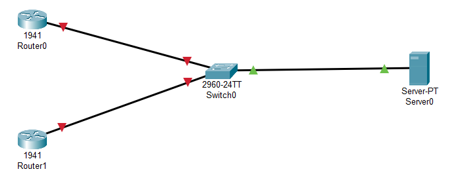 1941
Router0
2960-24TT
Switch0
Server-PT
Server0
1941
Router1